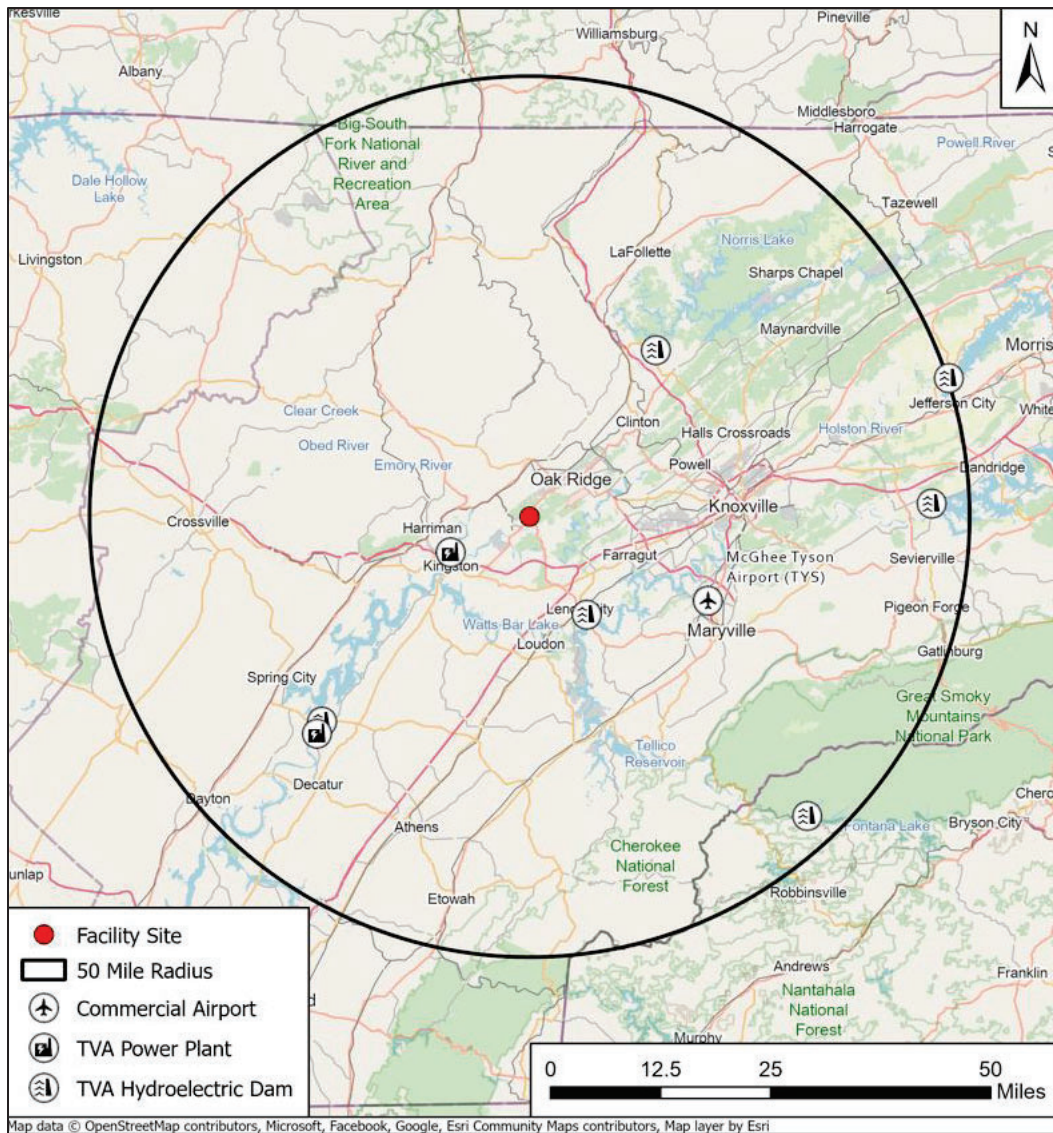 Williamsburg
Pineville
N
Albany
Middlesboro
Harrogate
Big South
Fork National
River and
Recreation
Area
Powell River
Dale Hollow
Lake
Tazewell
Livingston
LaFollette
Norris Lake
Sharps Chapel
Maynardville
Morris
Jefferson City
White
Clear Creek
Clinton
Halls Crossroads
Holston River
Obed River
Emory River
Powell
Dandridge
Oak Ridge
Knoxville
Crossville
Harriman
Farragut
McGhee Tyson
Airport (TYS)
Sevierville
Kingston
Pigeon Forge
Watts Bar Lake
Maryville
Loudon
Gatlinburg
Spring City
Great Smoky
Mountains
National Park
Tellico
Reservoir
Decatur
Dayton
Athens
Fontana Lake
Bryson City
Cherokee
National
Forest
Robbinsville
Etowah
Andrews
Franklin
Nantahala
National
Forest
Murphy
Facility Site
50 Mile Radius
Commercial Airport
TVA Power Plant
TVA Hydroelectric Dam
0 12.5 25 50
Miles
Map data © OpenStreetMap contributors, Microsoft, Facebook, Google, Esri Community Maps contributors, Map layer by Esri